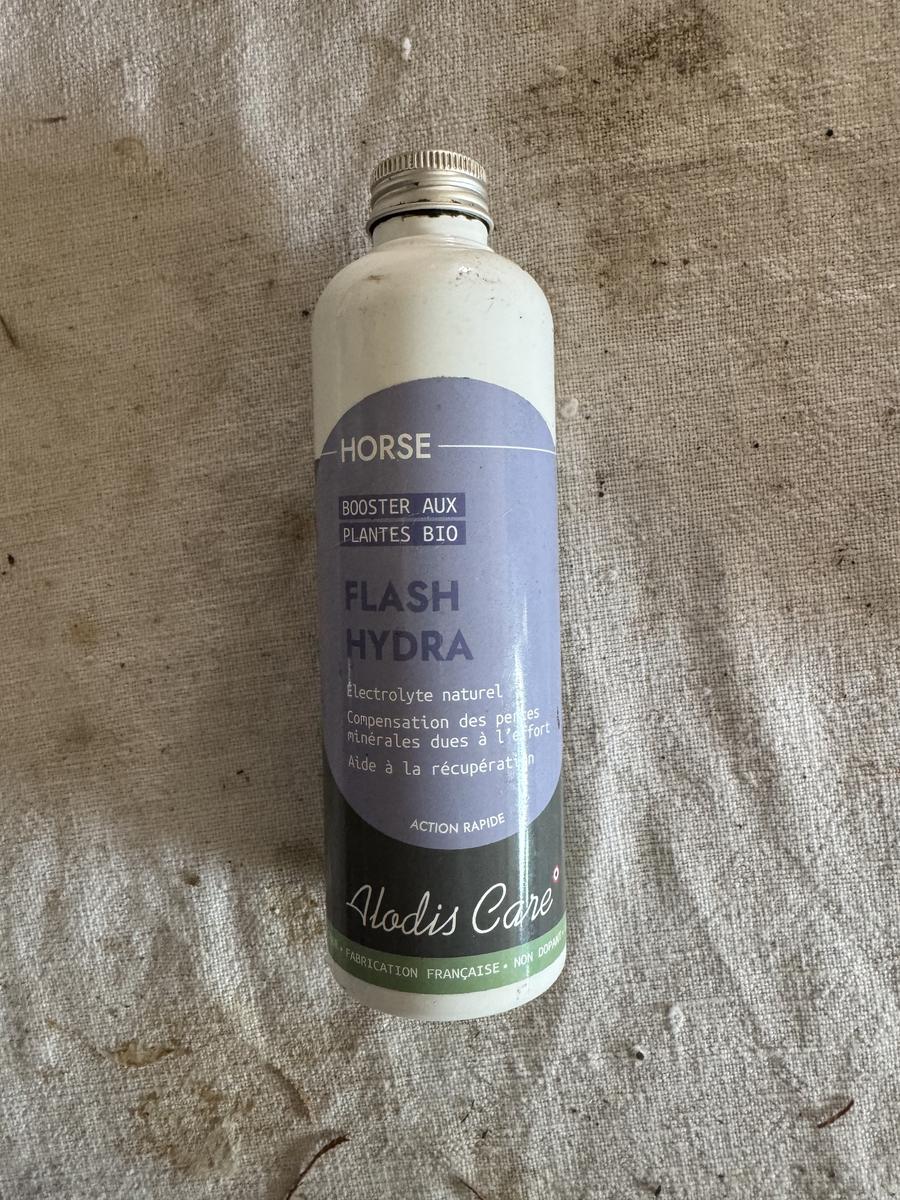 HORSE
BOOSTER AUX
PLANTES BIO
FLASH
HYDRA
Électrolyte naturel
Compensation des pertes
minérales dues à l'effort
Aide à la récupération
ACTION RAPIDE
Alodis Care
• FABRICATION FRANÇAISE • NON DOPANT